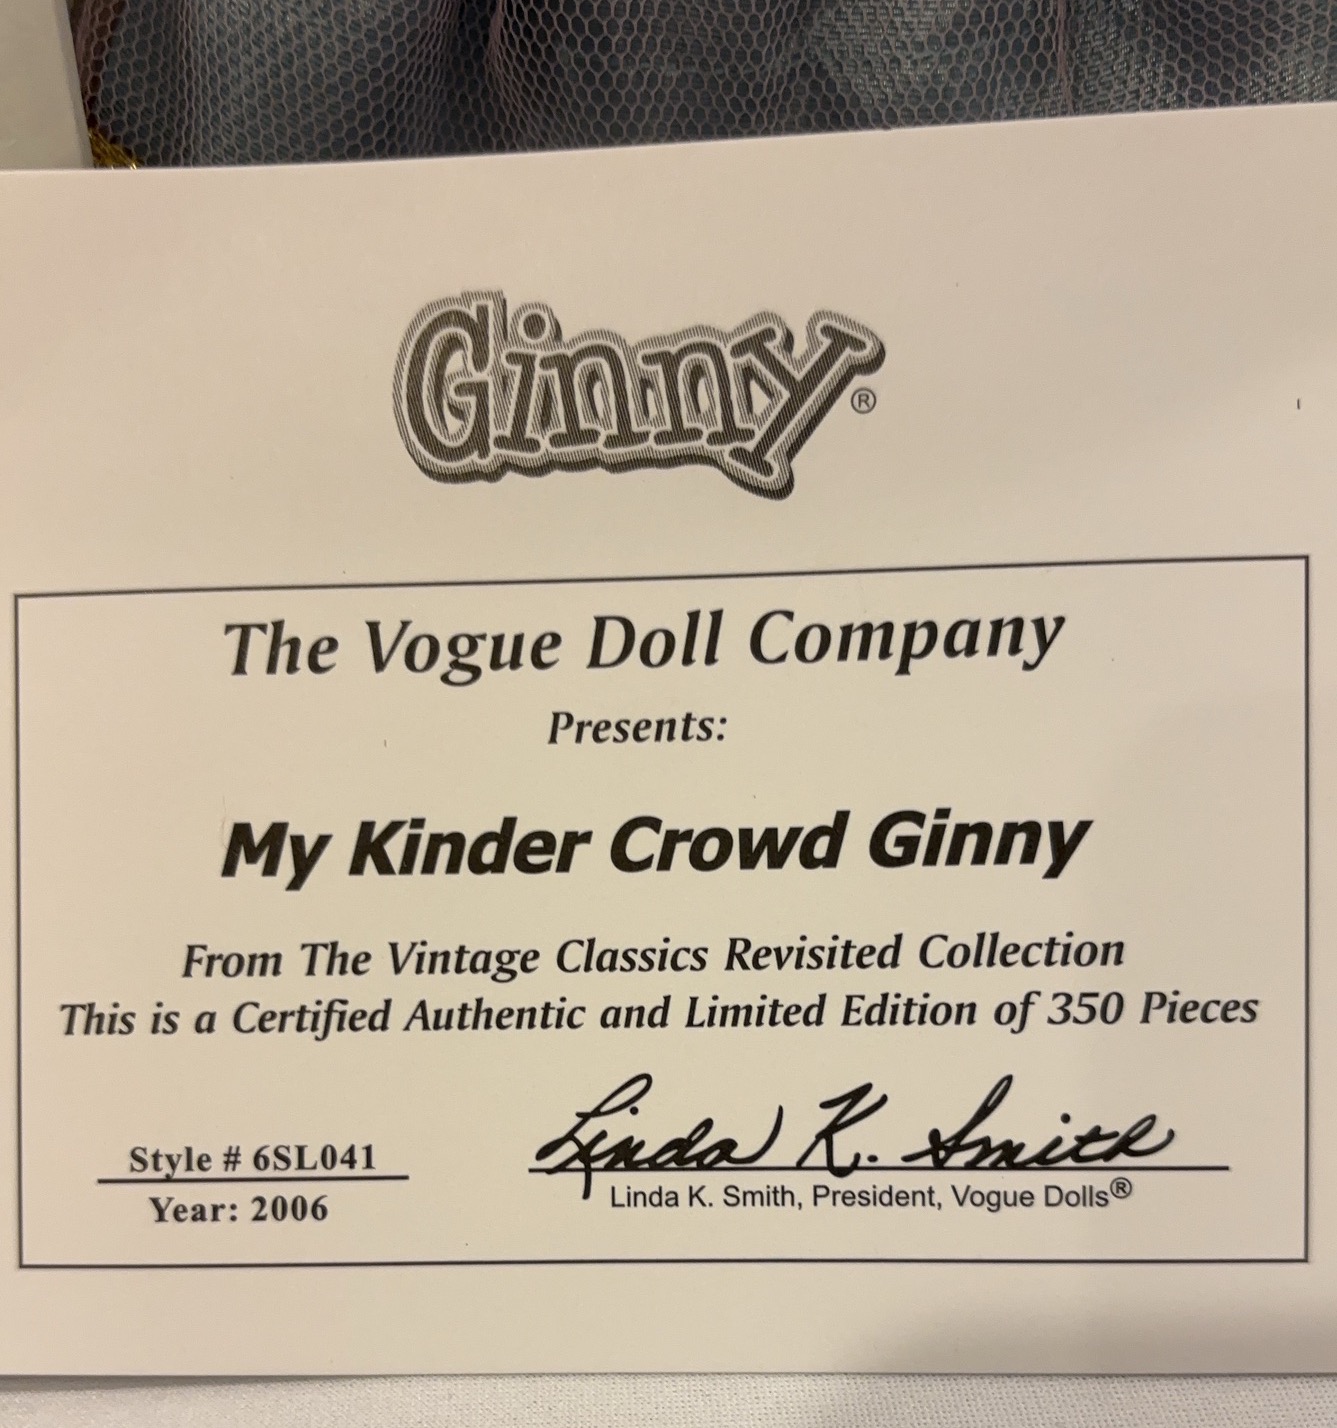 Ginny®
The Vogue Doll Company
Presents:
My Kinder Crowd Ginny
From The Vintage Classics Revisited Collection
This is a Certified Authentic and Limited Edition of 350 Pieces
Linda K. Smith
Style # 6SL041
Year: 2006
Linda K. Smith, President, Vogue Dolls®